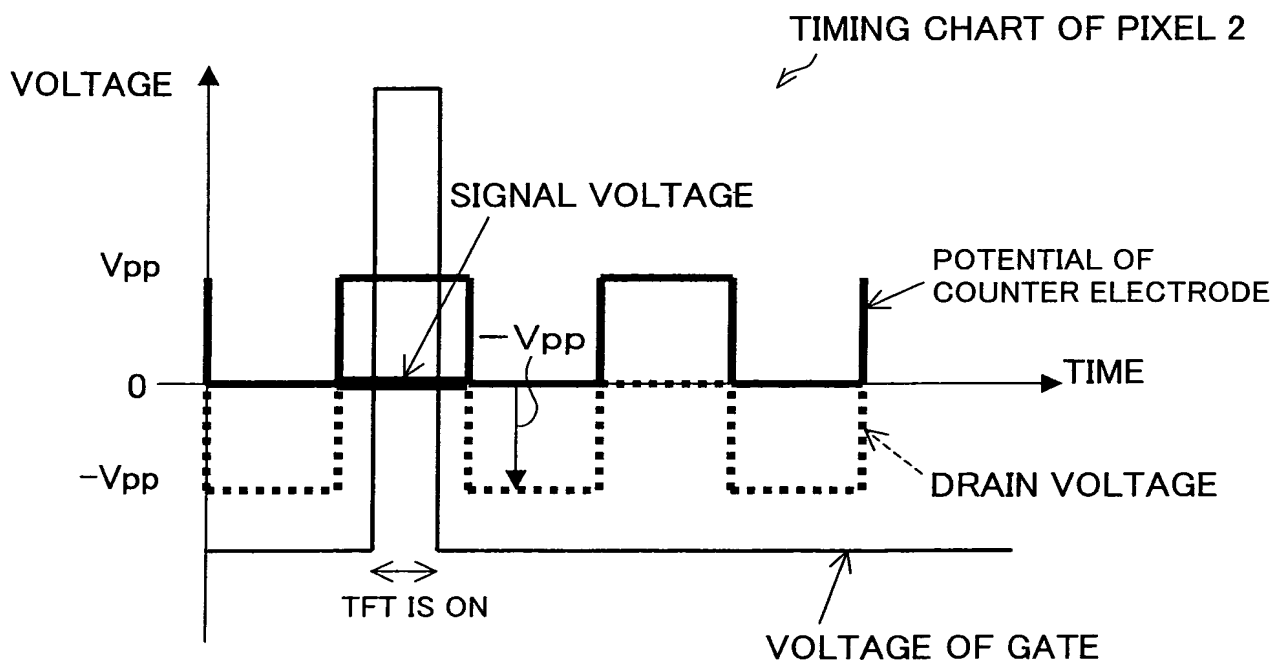 TIMING CHART OF PIXEL 2
VOLTAGE
SIGNAL VOLTAGE
Vpp
POTENTIAL OF
COUNTER ELECTRODE
−Vpp
0
TIME
−Vpp
DRAIN VOLTAGE
TFT IS ON
VOLTAGE OF GATE